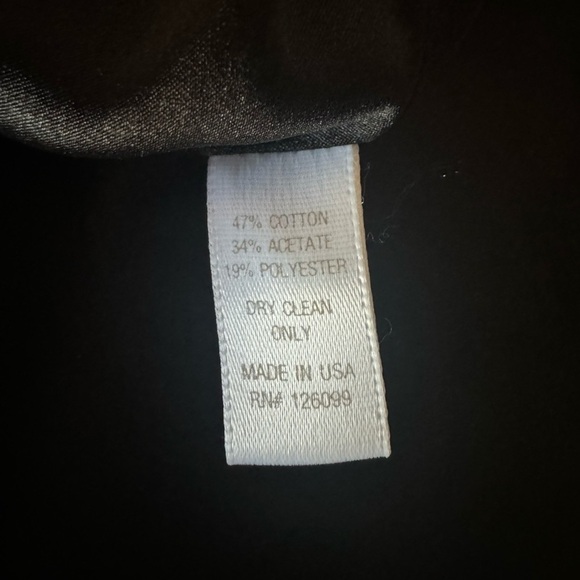 47% COTTON
34% ACETATE
19% POLYESTER
DRY CLEAN
ONLY
MADE IN USA
RN# 126099